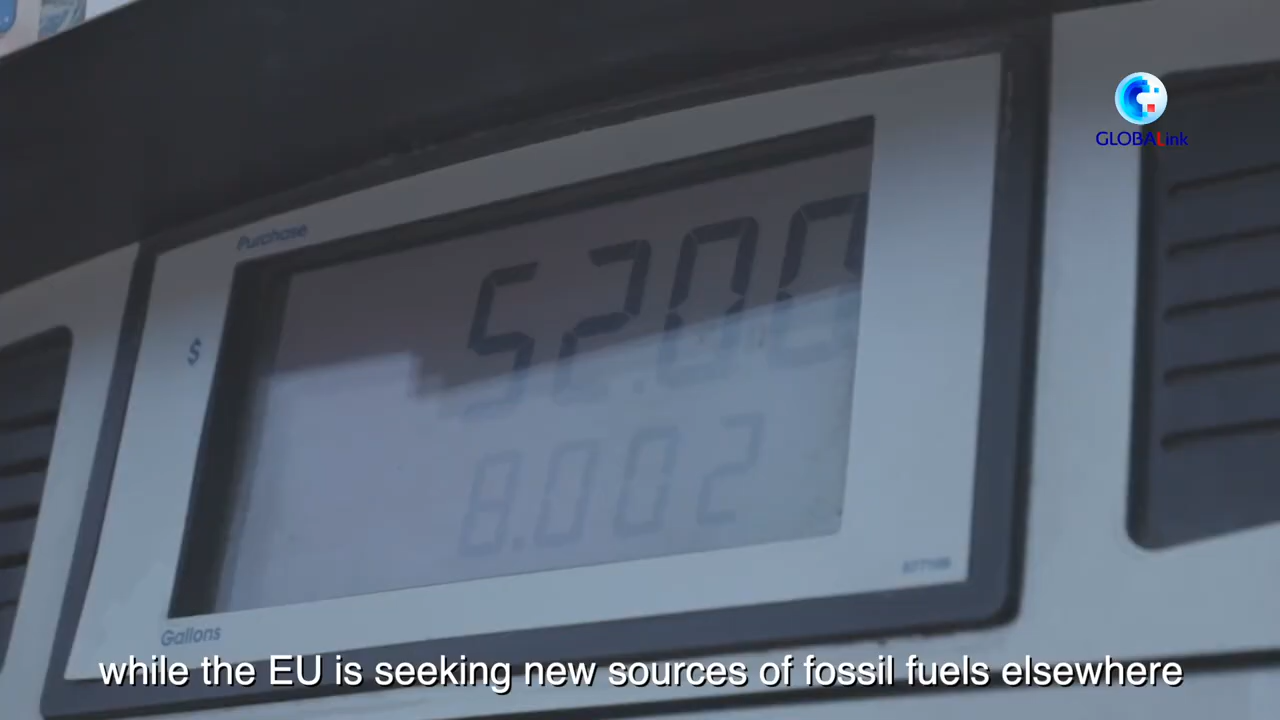 GLOBALink
Purchase
$
52.00
8.002
Gallons
while the EU is seeking new sources of fossil fuels elsewhere